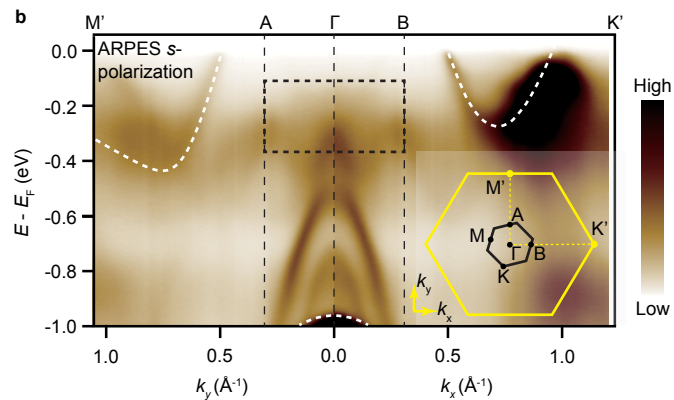 b
M' A Γ B K'
ARPES s-
polarization
0.0
-0.2
-0.4
-0.6
-0.8
-1.0
E - E_F (eV)
High
Low
M'
A
M
K'
Γ
B
K
k_y
k_x
1.0 0.5 0.0 0.5 1.0
k_y (Å⁻¹) k_x (Å⁻¹)